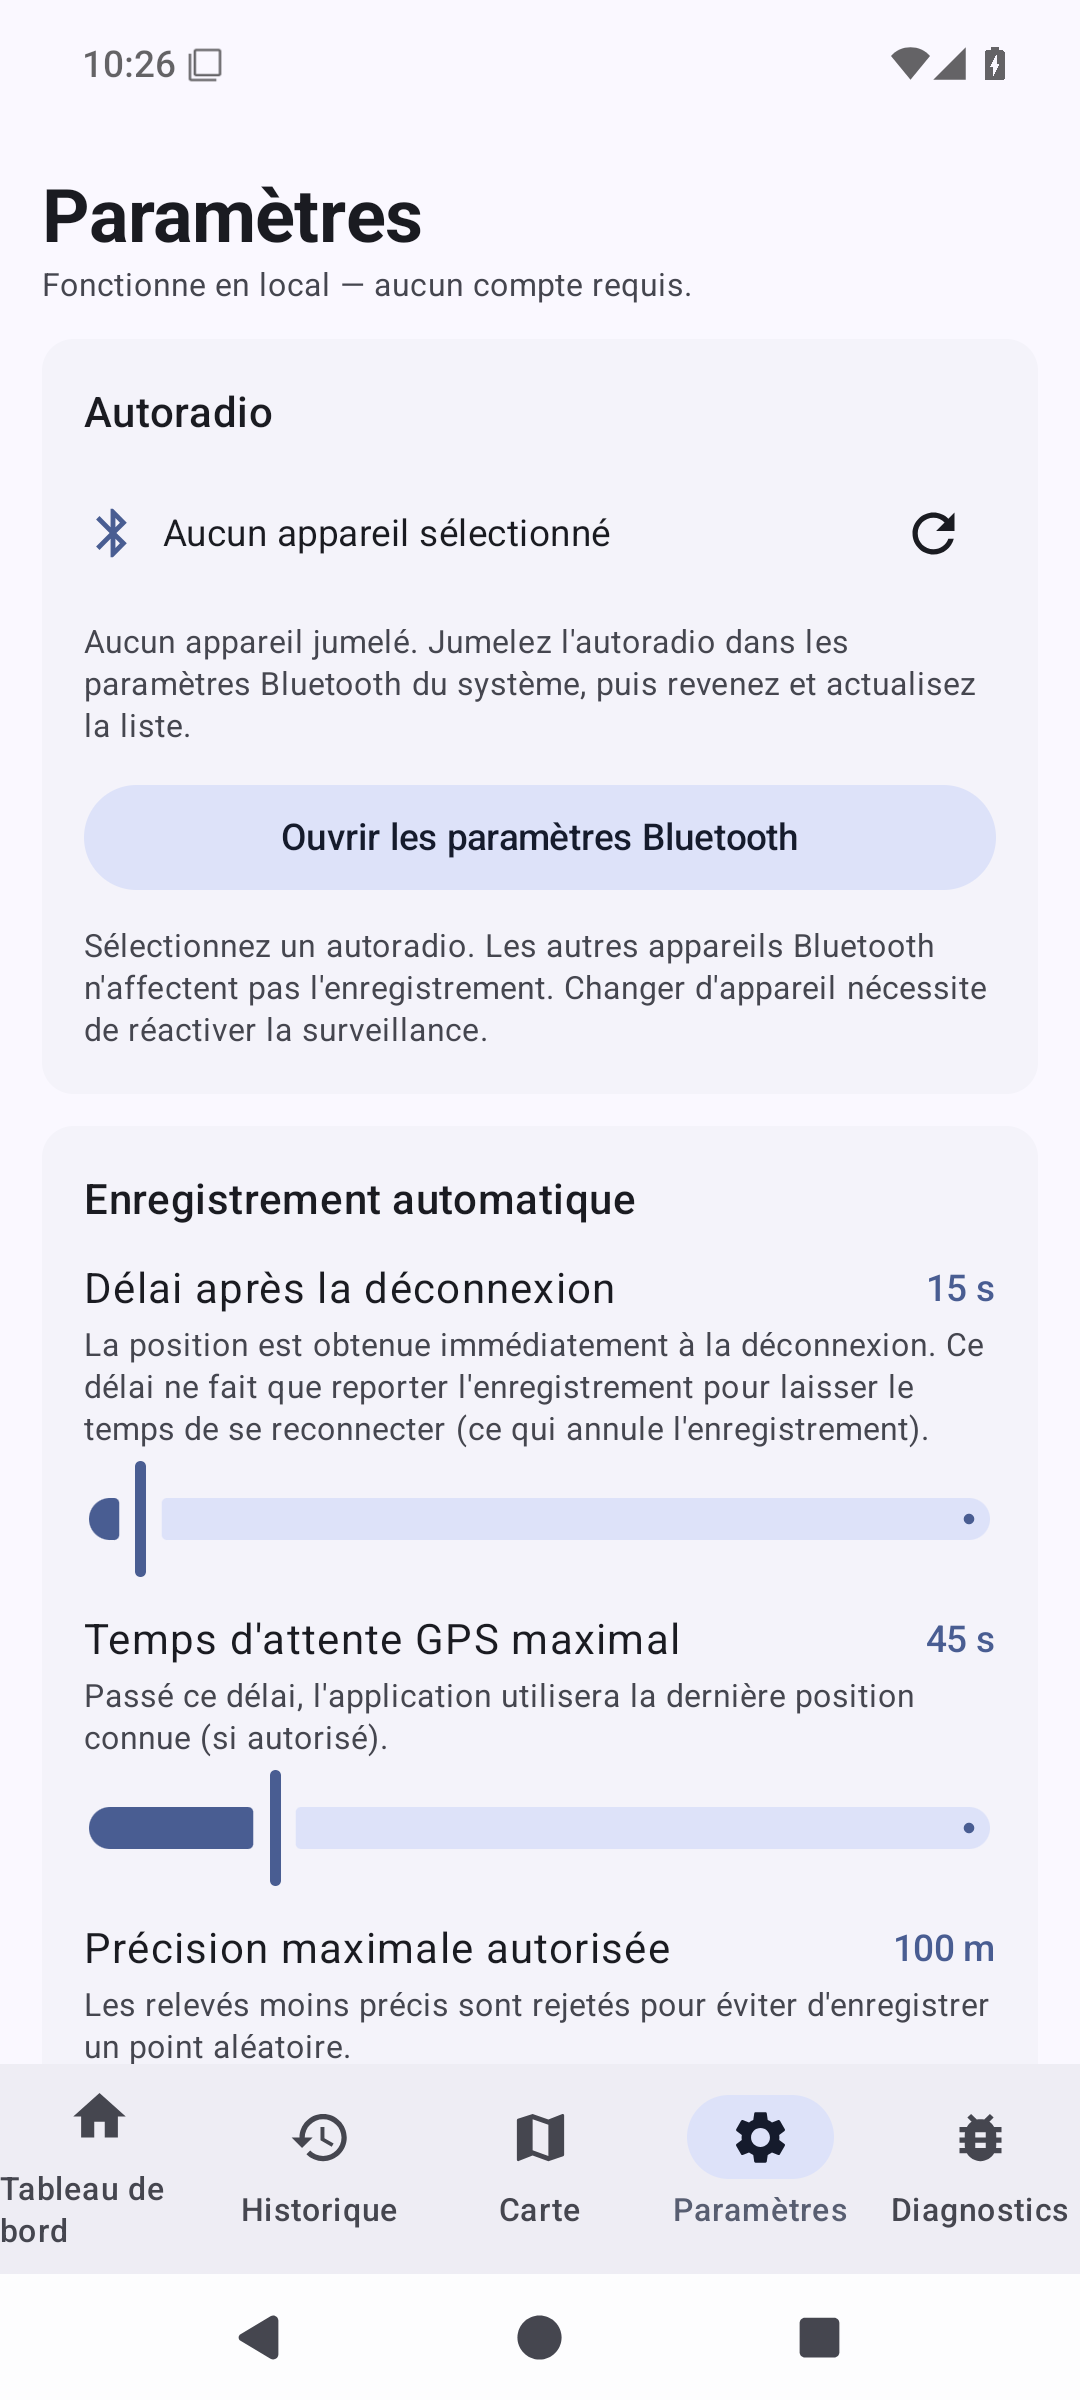 10:26
Paramètres
Fonctionne en local — aucun compte requis.
Autoradio
Aucun appareil sélectionné
Aucun appareil jumelé. Jumelez l'autoradio dans les
paramètres Bluetooth du système, puis revenez et actualisez
la liste.
Ouvrir les paramètres Bluetooth
Sélectionnez un autoradio. Les autres appareils Bluetooth
n'affectent pas l'enregistrement. Changer d'appareil nécessite
de réactiver la surveillance.
Enregistrement automatique
Délai après la déconnexion 15 s
La position est obtenue immédiatement à la déconnexion. Ce
délai ne fait que reporter l'enregistrement pour laisser le
temps de se reconnecter (ce qui annule l'enregistrement).
Temps d'attente GPS maximal 45 s
Passé ce délai, l'application utilisera la dernière position
connue (si autorisé).
Précision maximale autorisée 100 m
Les relevés moins précis sont rejetés pour éviter d'enregistrer
un point aléatoire.
Tableau de
bord
Historique
Carte
Paramètres
Diagnostics